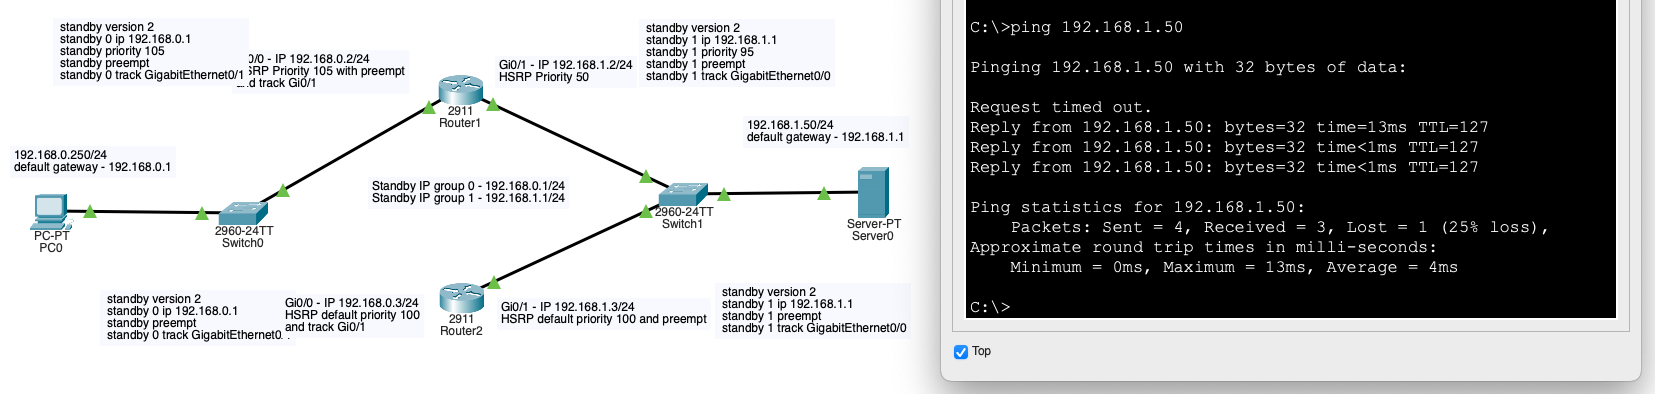 standby version 2
standby 0 ip 192.168.0.1
standby priority 105
standby preempt
standby 0 track GigabitEthernet0/1
0/0 - IP 192.168.0.2/24
SRP Priority 105 with preempt
d track Gi0/1
Gi0/1 - IP 192.168.1.2/24
HSRP Priority 50
standby version 2
standby 1 ip 192.168.1.1
standby 1 priority 95
standby 1 preempt
standby 1 track GigabitEthernet0/0
2911
Router1
192.168.1.50/24
default gateway - 192.168.1.1
192.168.0.250/24
default gateway - 192.168.0.1
Standby IP group 0 - 192.168.0.1/24
Standby IP group 1 - 192.168.1.1/24
PC-PT
PC0
2960-24TT
Switch0
2960-24TT
Switch1
Server-PT
Server0
standby version 2
standby 0 ip 192.168.0.1
standby preempt
standby 0 track GigabitEthernet0
Gi0/0 - IP 192.168.0.3/24
HSRP default priority 100
and track Gi0/1
2911
Router2
Gi0/1 - IP 192.168.1.3/24
HSRP default priority 100 and preempt
standby version 2
standby 1 ip 192.168.1.1
standby 1 preempt
standby 1 track GigabitEthernet0/0
C:\>ping 192.168.1.50
Pinging 192.168.1.50 with 32 bytes of data:
Request timed out.
Reply from 192.168.1.50: bytes=32 time=13ms TTL=127
Reply from 192.168.1.50: bytes=32 time<1ms TTL=127
Reply from 192.168.1.50: bytes=32 time<1ms TTL=127
Ping statistics for 192.168.1.50:
Packets: Sent = 4, Received = 3, Lost = 1 (25% loss),
Approximate round trip times in milli-seconds:
Minimum = 0ms, Maximum = 13ms, Average = 4ms
C:\>
Top